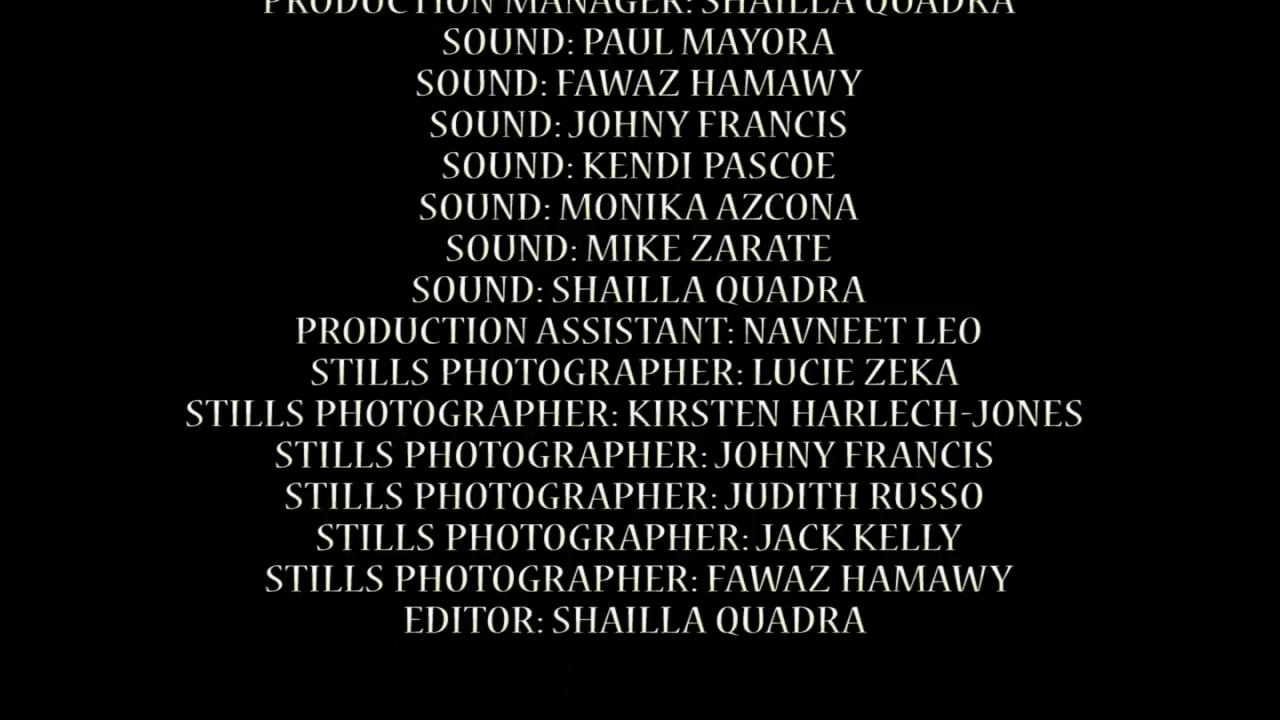 PRODUCTION MANAGER: SHAILLA QUADRA
SOUND: PAUL MAYORA
SOUND: FAWAZ HAMAWY
SOUND: JOHNY FRANCIS
SOUND: KENDI PASCOE
SOUND: MONIKA AZCONA
SOUND: MIKE ZARATE
SOUND: SHAILLA QUADRA
PRODUCTION ASSISTANT: NAVNEET LEO
STILLS PHOTOGRAPHER: LUCIE ZEKA
STILLS PHOTOGRAPHER: KIRSTEN HARLECH-JONES
STILLS PHOTOGRAPHER: JOHNY FRANCIS
STILLS PHOTOGRAPHER: JUDITH RUSSO
STILLS PHOTOGRAPHER: JACK KELLY
STILLS PHOTOGRAPHER: FAWAZ HAMAWY
EDITOR: SHAILLA QUADRA